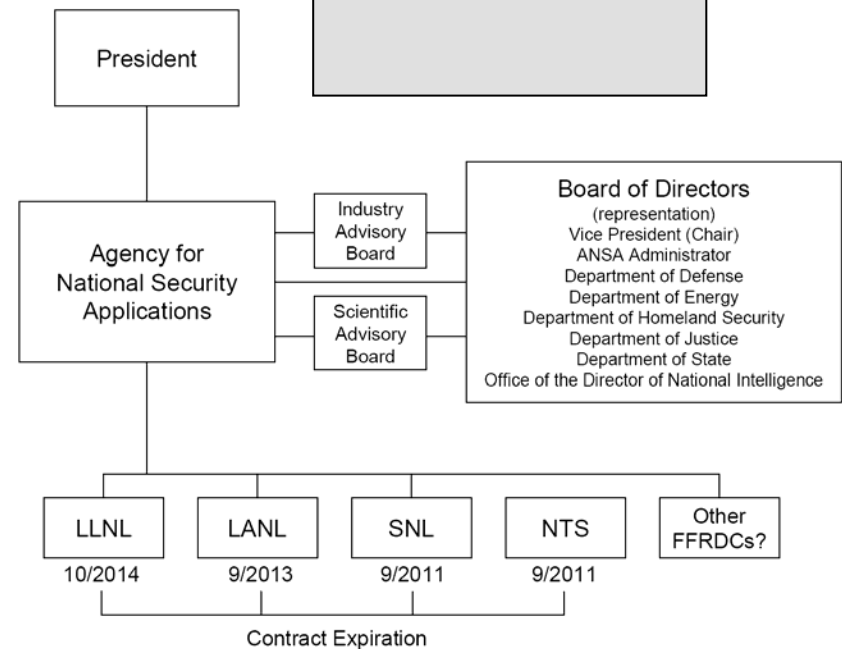 President
Agency for
National Security
Applications
Industry
Advisory
Board
Scientific
Advisory
Board
Board of Directors
(representation)
Vice President (Chair)
ANSA Administrator
Department of Defense
Department of Energy
Department of Homeland Security
Department of Justice
Department of State
Office of the Director of National Intelligence
LLNL
LANL
SNL
NTS
Other
FFRDCs?
10/2014
9/2013
9/2011
9/2011
Contract Expiration